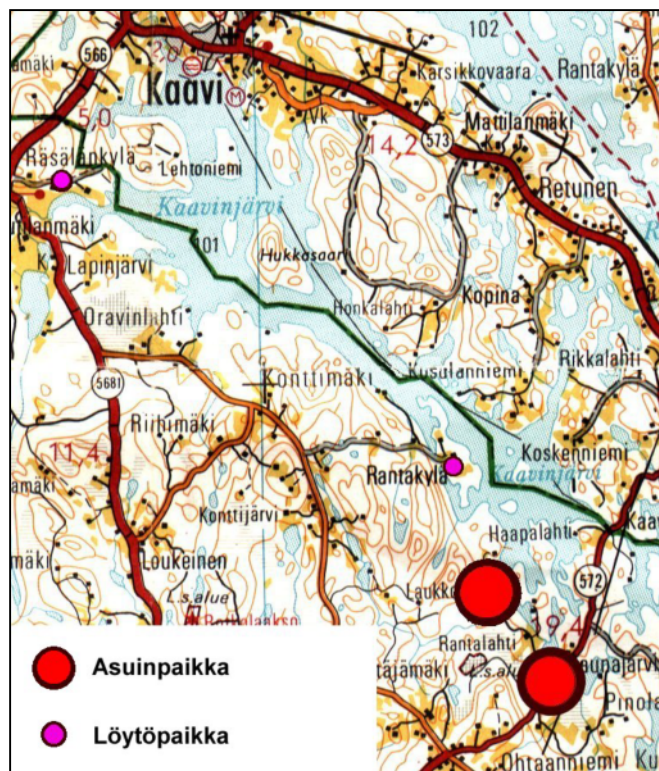 102
566
Kaavi
Karsikkovaara
Rantakylä
M
Vk
5,0
14,2
573
Mattilanmäki
Räsälänkylä
Lehtoniemi
Retunen
Kaavinjärvi
101
Hukkasaari
Lapinjärvi
Kopina
Honkalahti
Oravinlahti
Rikkalahti
Kusulanniemi
Konttimäki
5681
Riihimäki
11,4
Koskenniemi
Rantakylä
Kaavinjärvi
Konttijärvi
Haapalahti
Loukeinen
572
L.s.alue
19,4
Rantalahti
L.s.alue
Asuinpaikka
Löytöpaikka
Ohtaanniemi